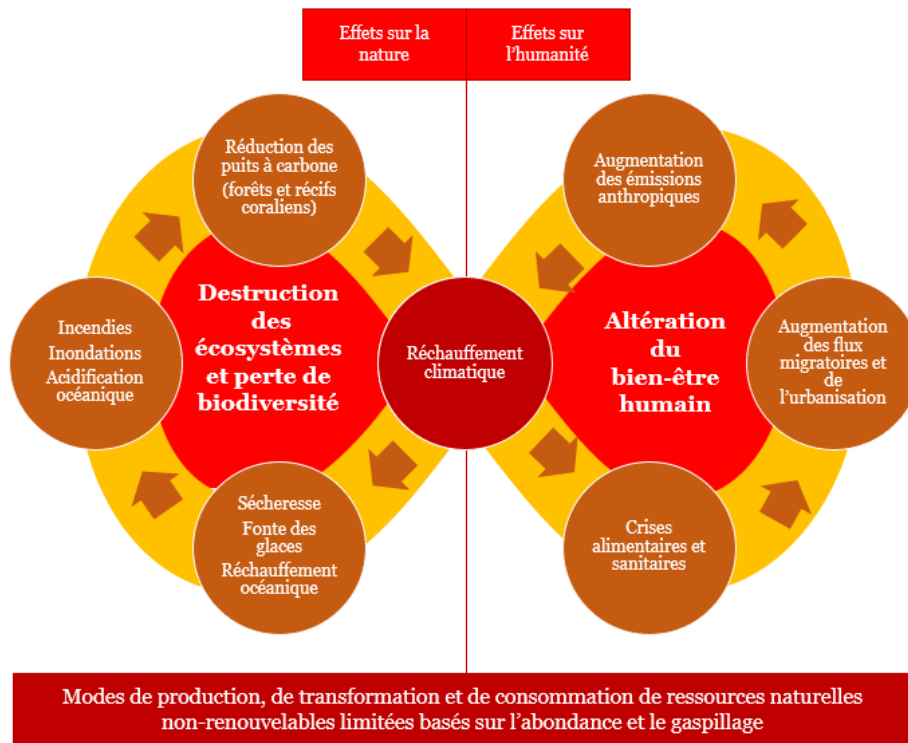 Effets sur la
nature
Effets sur
l'humanité
Réduction des
puits à carbone
(forêts et récifs
coraliens)
Incendies
Inondations
Acidification
océanique
Destruction
des
écosystèmes
et perte de
biodiversité
Sécheresse
Fonte des
glaces
Réchauffement
océanique
Réchauffement
climatique
Augmentation
des émissions
anthropiques
Altération
du
bien-être
humain
Augmentation
des flux
migratoires et
de
l'urbanisation
Crises
alimentaires et
sanitaires
Modes de production, de transformation et de consommation de ressources naturelles
non-renouvelables limitées basés sur l'abondance et le gaspillage